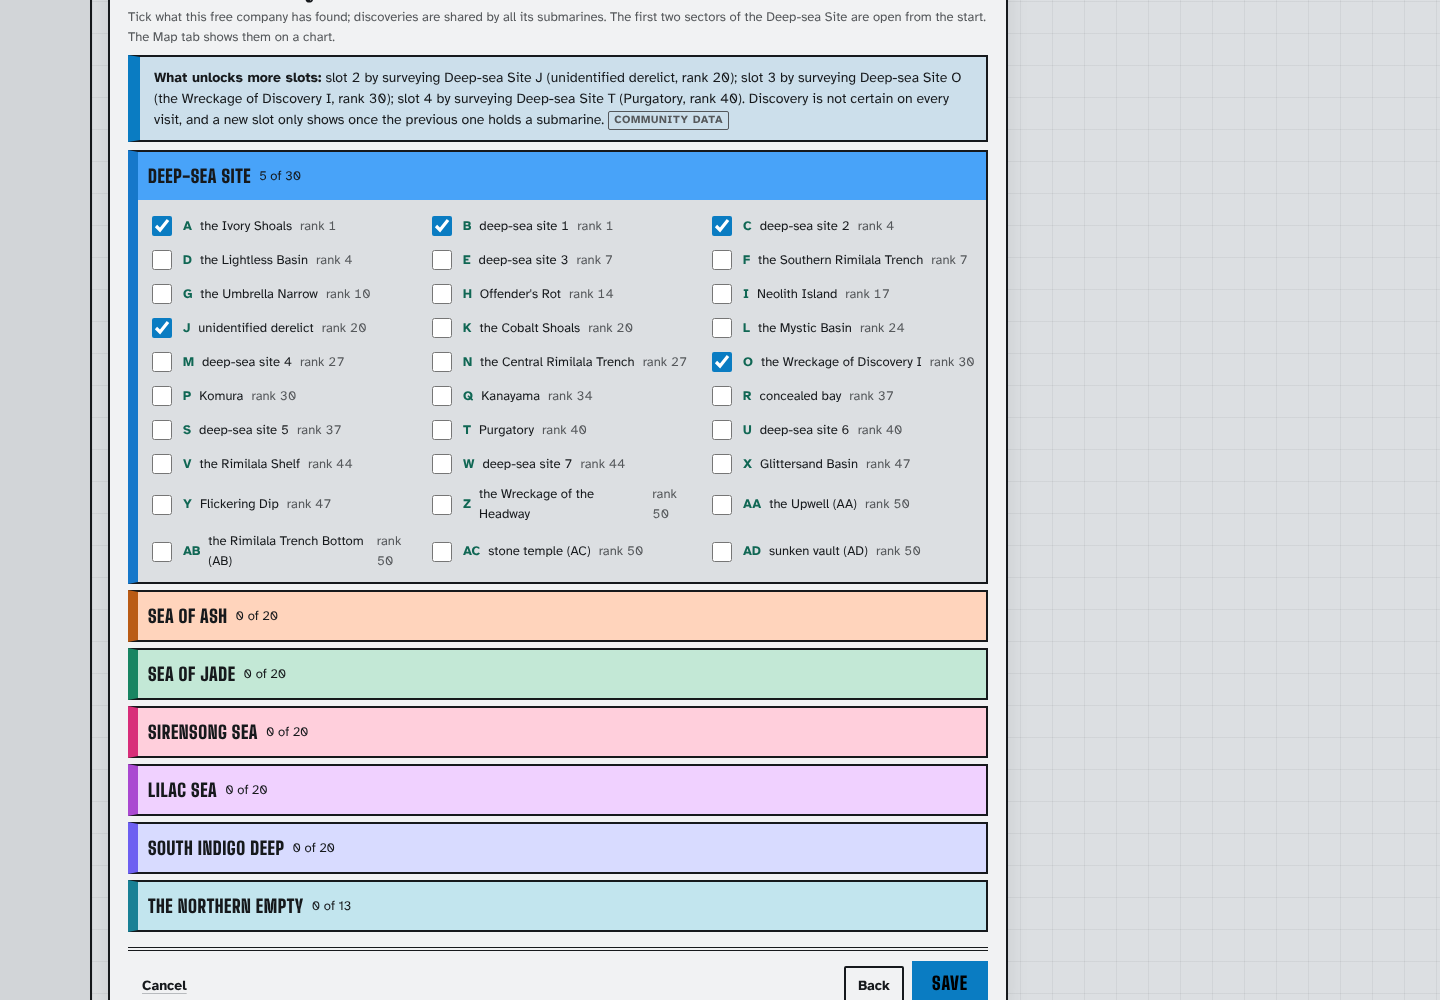 Tick what this free company has found; discoveries are shared by all its submarines. The first two sectors of the Deep-sea Site are open from the start.
The Map tab shows them on a chart.
What unlocks more slots: slot 2 by surveying Deep-sea Site J (unidentified derelict, rank 20); slot 3 by surveying Deep-sea Site O
(the Wreckage of Discovery I, rank 30); slot 4 by surveying Deep-sea Site T (Purgatory, rank 40). Discovery is not certain on every
visit, and a new slot only shows once the previous one holds a submarine. COMMUNITY DATA
DEEP-SEA SITE 5 of 30
A the Ivory Shoals rank 1 B deep-sea site 1 rank 1 C deep-sea site 2 rank 4
D the Lightless Basin rank 4 E deep-sea site 3 rank 7 F the Southern Rimilala Trench rank 7
G the Umbrella Narrow rank 10 H Offender's Rot rank 14 I Neolith Island rank 17
J unidentified derelict rank 20 K the Cobalt Shoals rank 20 L the Mystic Basin rank 24
M deep-sea site 4 rank 27 N the Central Rimilala Trench rank 27 O the Wreckage of Discovery I rank 30
P Komura rank 30 Q Kanayama rank 34 R concealed bay rank 37
S deep-sea site 5 rank 37 T Purgatory rank 40 U deep-sea site 6 rank 40
V the Rimilala Shelf rank 44 W deep-sea site 7 rank 44 X Glittersand Basin rank 47
Y Flickering Dip rank 47 Z the Wreckage of the Headway rank 50 AA the Upwell (AA) rank 50
AB the Rimilala Trench Bottom (AB) rank 50 AC stone temple (AC) rank 50 AD sunken vault (AD) rank 50
SEA OF ASH 0 of 20
SEA OF JADE 0 of 20
SIRENSONG SEA 0 of 20
LILAC SEA 0 of 20
SOUTH INDIGO DEEP 0 of 20
THE NORTHERN EMPTY 0 of 13
Cancel Back SAVE